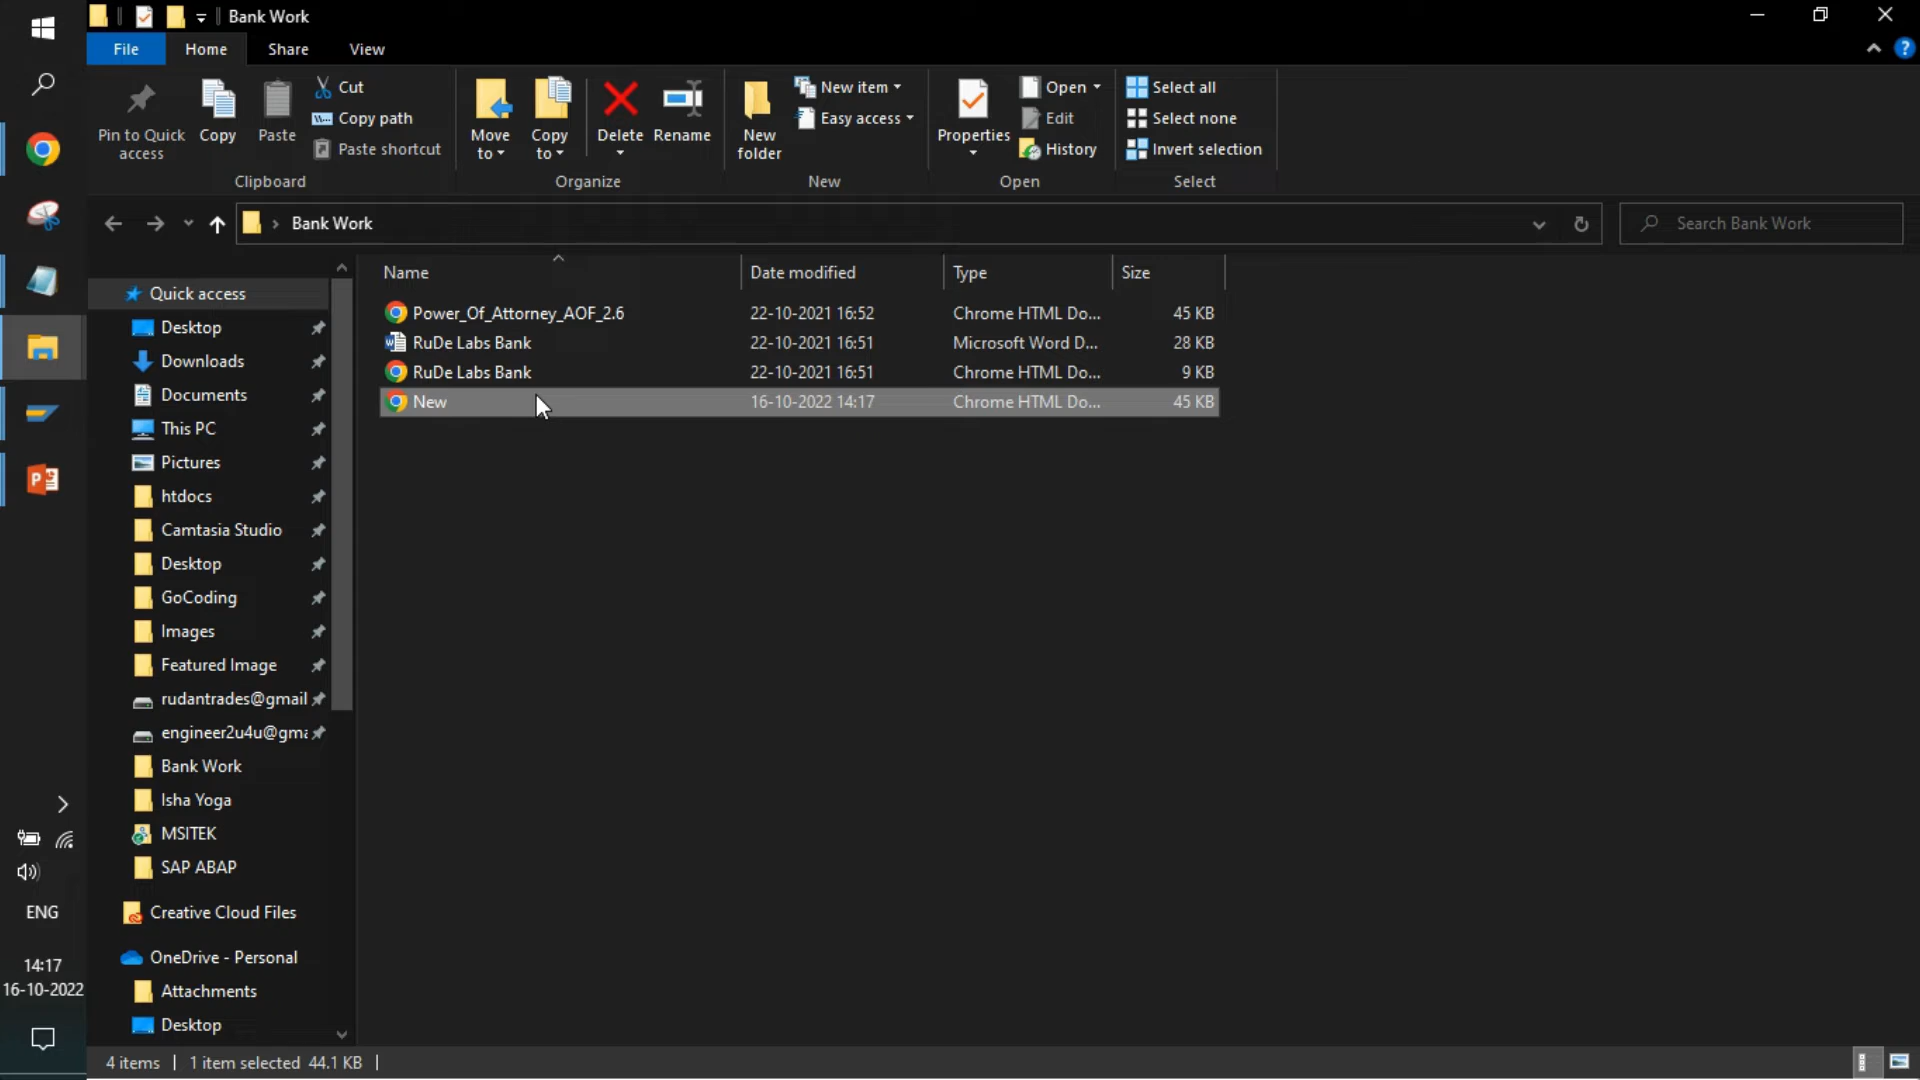 Bank Work
File Home Share View
Pin to Quick access
Copy
Paste
Cut
Copy path
Paste shortcut
Clipboard
Move to
Copy to
Delete
Rename
Organize
New folder
New item
Easy access
New
Properties
Open
Edit
History
Open
Select all
Select none
Invert selection
Select
Bank Work
Search Bank Work
Name Date modified Type Size
Power_Of_Attorney_AOF_2.6 22-10-2021 16:52 Chrome HTML Do... 45 KB
RuDe Labs Bank 22-10-2021 16:51 Microsoft Word D... 28 KB
RuDe Labs Bank 22-10-2021 16:51 Chrome HTML Do... 9 KB
New 16-10-2022 14:17 Chrome HTML Do... 45 KB
Quick access
Desktop
Downloads
Documents
This PC
Pictures
htdocs
Camtasia Studio
Desktop
GoCoding
Images
Featured Image
rudantrades@gmail
engineer2u4u@gma
Bank Work
Isha Yoga
MSITEK
SAP ABAP
Creative Cloud Files
OneDrive - Personal
Attachments
Desktop
ENG
14:17
16-10-2022
4 items 1 item selected 44.1 KB